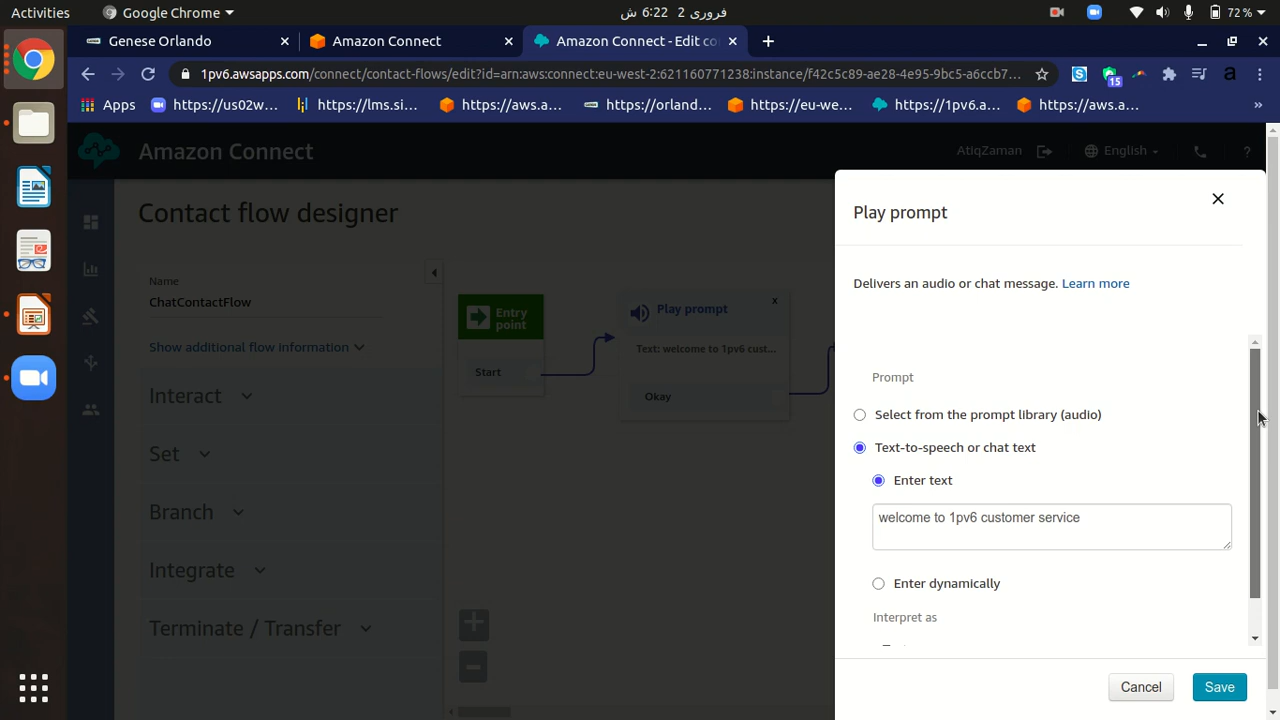 Activities
Google Chrome
فروری 2 6:22 ش
72 %
Genese Orlando
Amazon Connect
Amazon Connect - Edit co
1pv6.awsapps.com/connect/contact-flows/edit?id=arn:aws:connect:eu-west-2:621160771238:instance/f42c5c89-ae28-4e95-9bc5-a6ccb7...
15
a
Apps
https://us02w...
https://lms.si...
https://aws.a...
https://orland...
https://eu-we...
https://1pv6.a...
https://aws.a...
»
Amazon Connect
AtiqZaman
English
?
Contact flow designer
Name
ChatContactFlow
Show additional flow information
Interact
Set
Branch
Integrate
Terminate / Transfer
Entry point
Start
Play prompt
x
Text: welcome to 1pv6 cust...
Okay
Play prompt
Delivers an audio or chat message. Learn more
Prompt
Select from the prompt library (audio)
Text-to-speech or chat text
Enter text
welcome to 1pv6 customer service
Enter dynamically
Interpret as
Cancel
Save